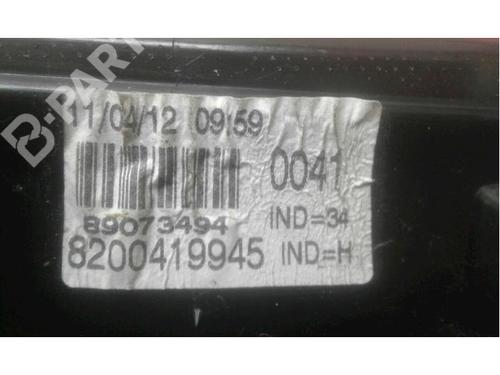 B-PARTS
11/04/12 09:59
0041
89073494 IND=34
8200419945 IND=H